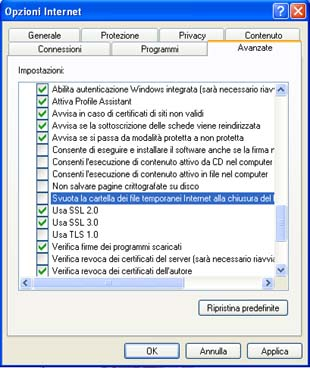 Opzioni Internet
Generale Protezione Privacy Contenuto
Connessioni Programmi Avanzate
Impostazioni:
Abilita autenticazione Windows integrata (sarà necessario riavv
Attiva Profile Assistant
Avvisa in caso di certificati di siti non validi
Avvisa se la sottoscrizione delle schede viene reindirizzata
Avvisa se si passa da modalità protetta a non protetta
Consente di eseguire e installare il software anche se la firma n
Consenti l'esecuzione di contenuto attivo da CD nel computer
Consenti l'esecuzione di contenuto attivo in file nel computer
Non salvare pagine crittografate su disco
Svuota la cartella dei file temporanei Internet alla chiusura del
Usa SSL 2.0
Usa SSL 3.0
Usa TLS 1.0
Verifica firme dei programmi scaricati
Verifica revoca dei certificati del server (sarà necessario riavvia
Verifica revoca dei certificati dell'autore
Ripristina predefinite
OK Annulla Applica